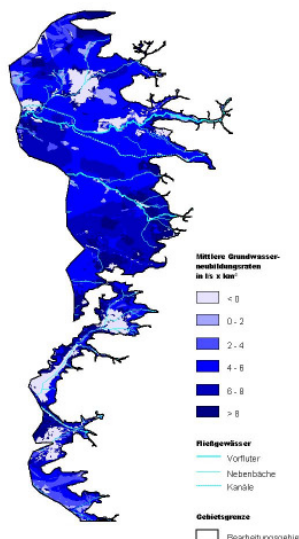 Mittlere Grundwasser-
neubildungsraten
in l/s x km²
< 0
0 - 2
2 - 4
4 - 6
6 - 8
> 8
Fließgewässer
Vorfluter
Nebenbäche
Kanäle
Gebietsgrenze
Bearbeitungsgebiet